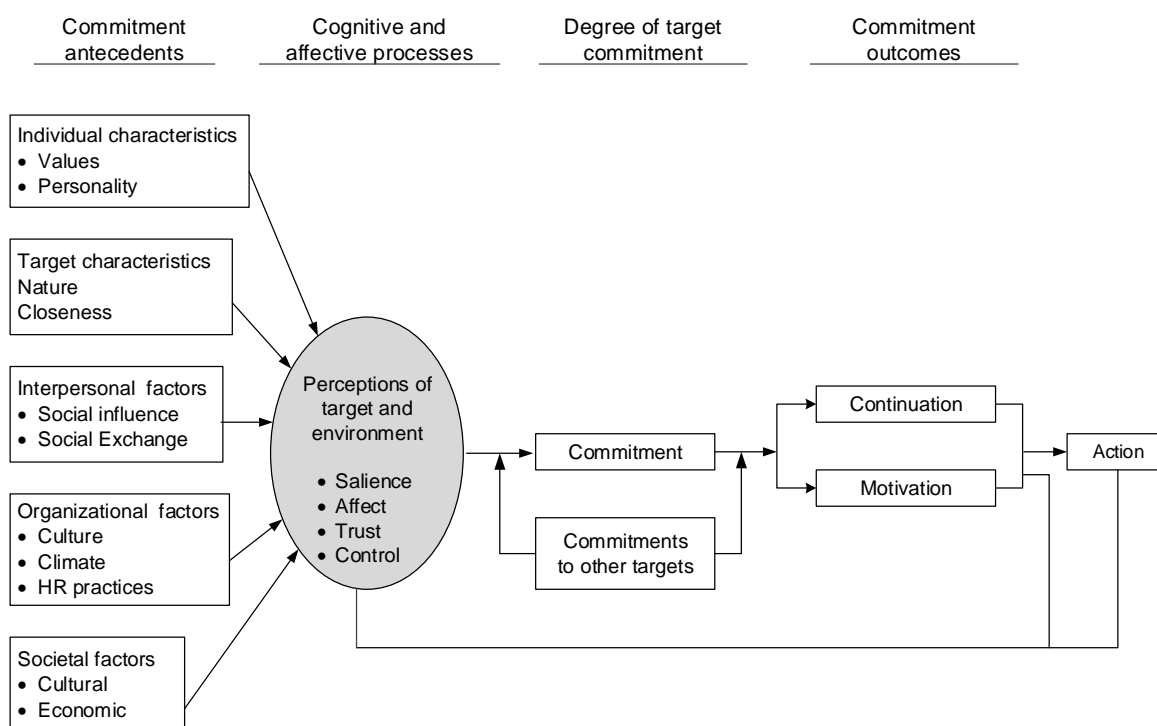 Commitment
antecedents
Cognitive and
affective processes
Degree of target
commitment
Commitment
outcomes
Individual characteristics
• Values
• Personality
Target characteristics
Nature
Closeness
Interpersonal factors
• Social influence
• Social Exchange
Organizational factors
• Culture
• Climate
• HR practices
Societal factors
• Cultural
• Economic
Perceptions of
target and
environment
• Salience
• Affect
• Trust
• Control
Commitment
Commitments
to other targets
Continuation
Motivation
Action